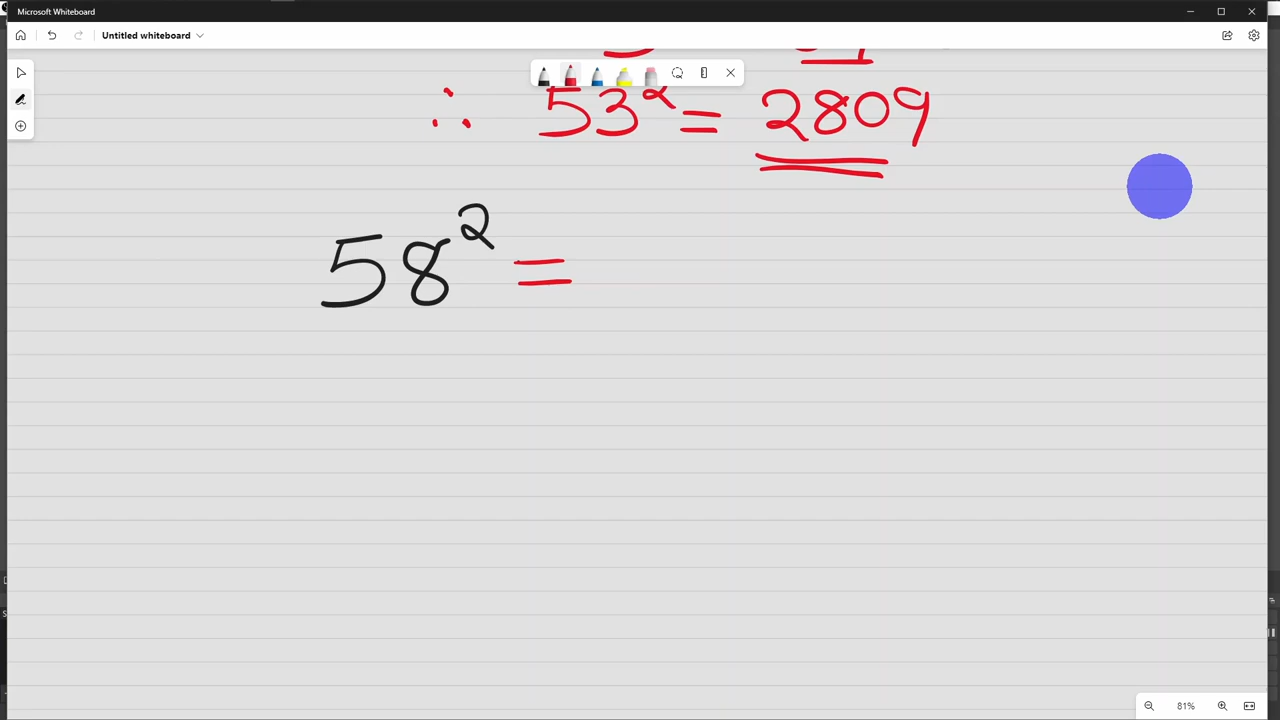 Microsoft Whiteboard
Untitled whiteboard
∴ 53² = 2809
58² =
81%